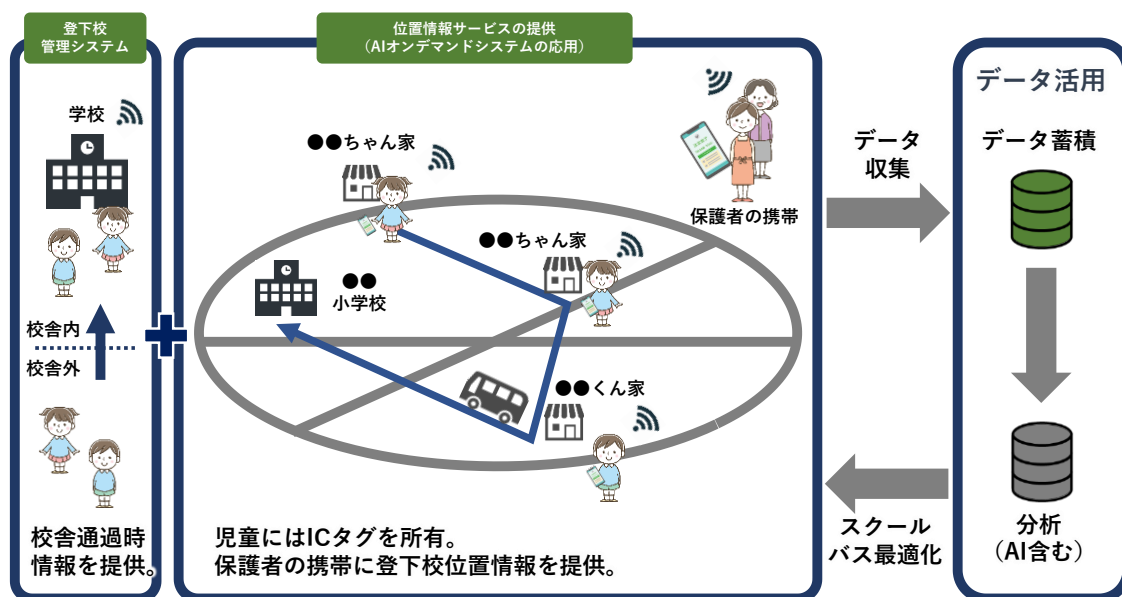 登下校
管理システム
学校
校舎内
校舎外
校舎通過時
情報を提供。
位置情報サービスの提供
（AIオンデマンドシステムの応用）
●●ちゃん家
●●ちゃん家
●●
小学校
●●くん家
保護者の携帯
児童にはICタグを所有。
保護者の携帯に登下校位置情報を提供。
データ
収集
スクール
バス最適化
データ活用
データ蓄積
分析
（AI含む）